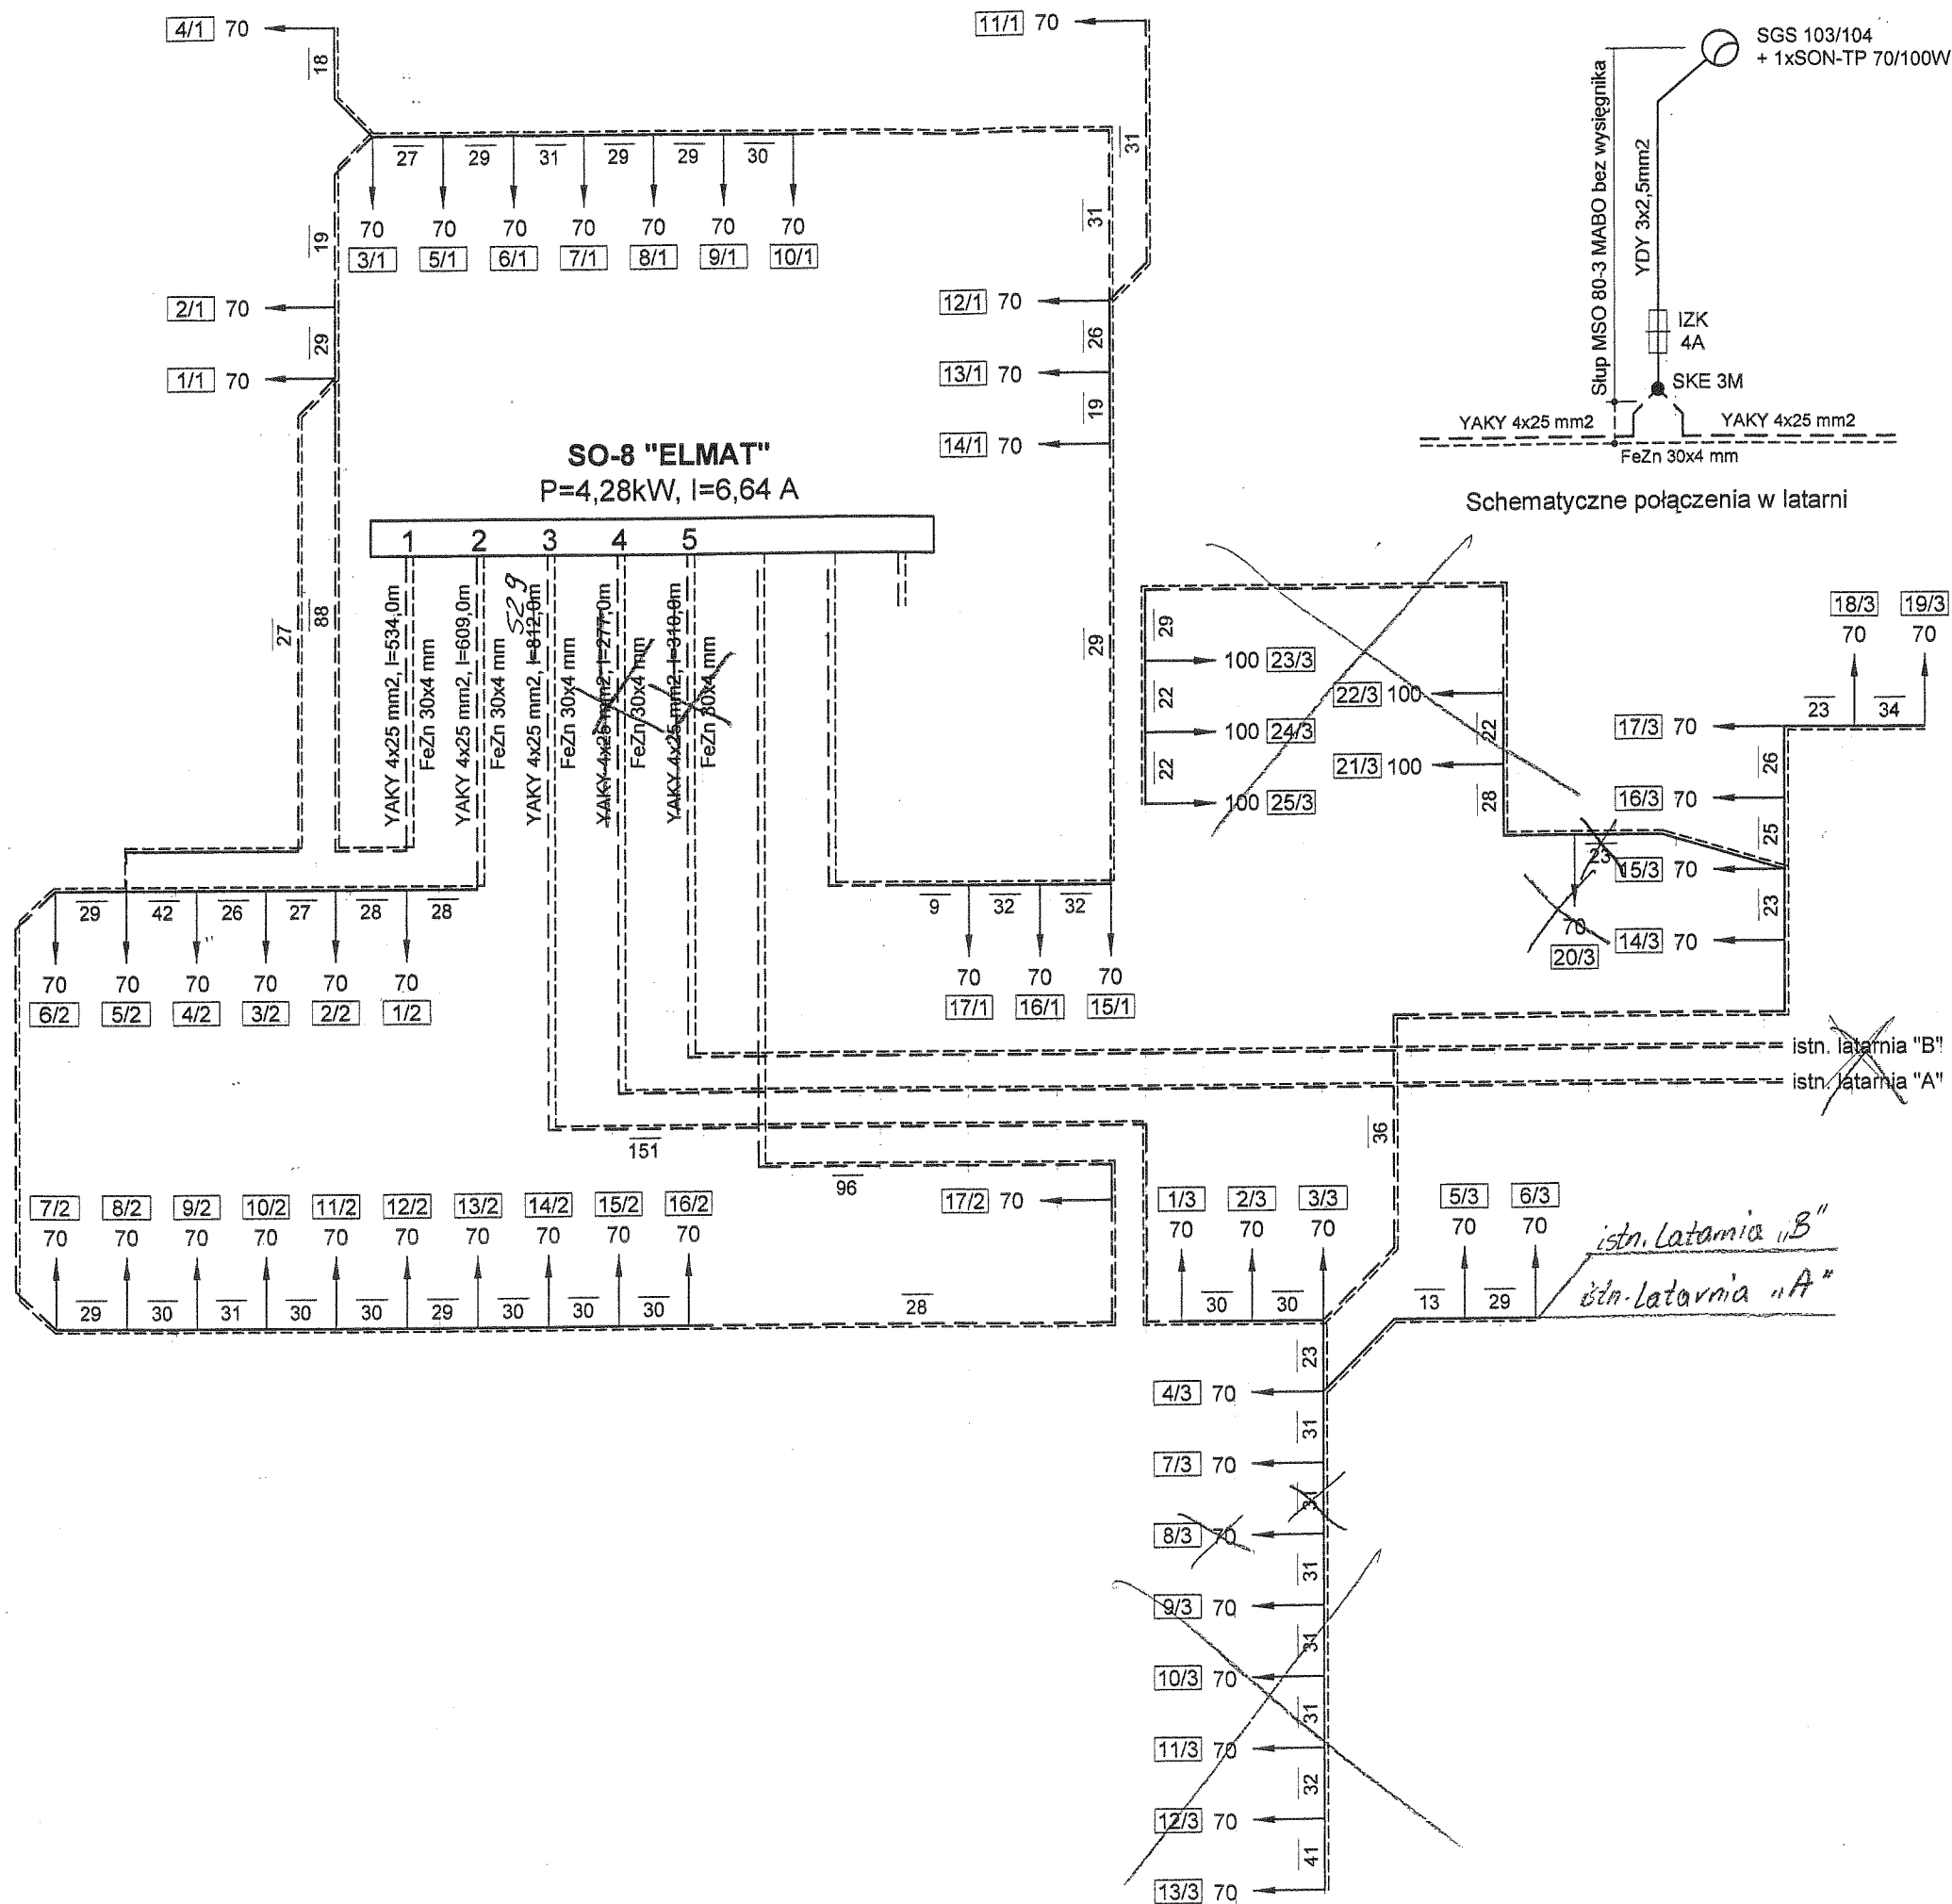 4/1 70
18
11/1 70
SGS 103/104
+ 1xSON-TP 70/100W
Słup MSO 80-3 MABO bez wysięgnika
YDY 3x2,5mm2
IZK
4A
SKE 3M
YAKY 4x25 mm2
YAKY 4x25 mm2
FeZn 30x4 mm
Schematyczne połączenia w latarni
27 29 31 29 29 30
31
31
19
70 70 70 70 70 70 70
3/1 5/1 6/1 7/1 8/1 9/1 10/1
2/1 70
29
1/1 70
12/1 70
26
13/1 70
19
14/1 70
29
SO-8 "ELMAT"
P=4,28kW, I=6,64 A
1 2 3 4 5
27
88
YAKY 4x25 mm2, l=534,0m
FeZn 30x4 mm
YAKY 4x25 mm2, l=609,0m
FeZn 30x4 mm
529
YAKY 4x25 mm2, l=812,0m
FeZn 30x4 mm
YAKY 4x25 mm2, l=277,0m
FeZn 30x4 mm
YAKY 4x25 mm2, l=310,0m
FeZn 30x4 mm
29
100 23/3
22
100 24/3
22
100 25/3
22/3 100
22
21/3 100
28
23
70
20/3
18/3 19/3
70 70
23 34
17/3 70
26
16/3 70
25
15/3 70
23
14/3 70
29 42 26 27 28 28
70 70 70 70 70 70
6/2 5/2 4/2 3/2 2/2 1/2
9 32 32
70 70 70
17/1 16/1 15/1
istn. latarnia "B"
istn. latarnia "A"
151
96
36
7/2 8/2 9/2 10/2 11/2 12/2 13/2 14/2 15/2 16/2
70 70 70 70 70 70 70 70 70 70
29 30 31 30 30 29 30 30 30 28
17/2 70
1/3 2/3 3/3
70 70 70
30 30
5/3 6/3
70 70
13 29
istn. Latarnia „B"
istn. Latarnia „A"
23
4/3 70
31
7/3 70
31
8/3 70
31
9/3 70
31
10/3 70
31
11/3 70
32
12/3 70
41
13/3 70